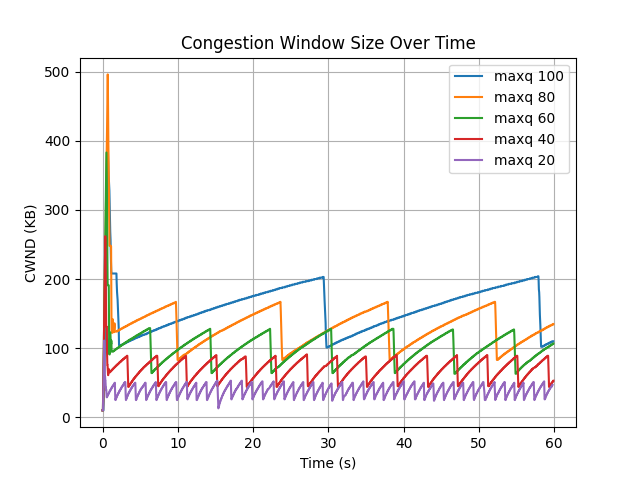 Congestion Window Size Over Time
CWND (KB)
500
400
300
200
100
0
maxq 100
maxq 80
maxq 60
maxq 40
maxq 20
0 10 20 30 40 50 60
Time (s)